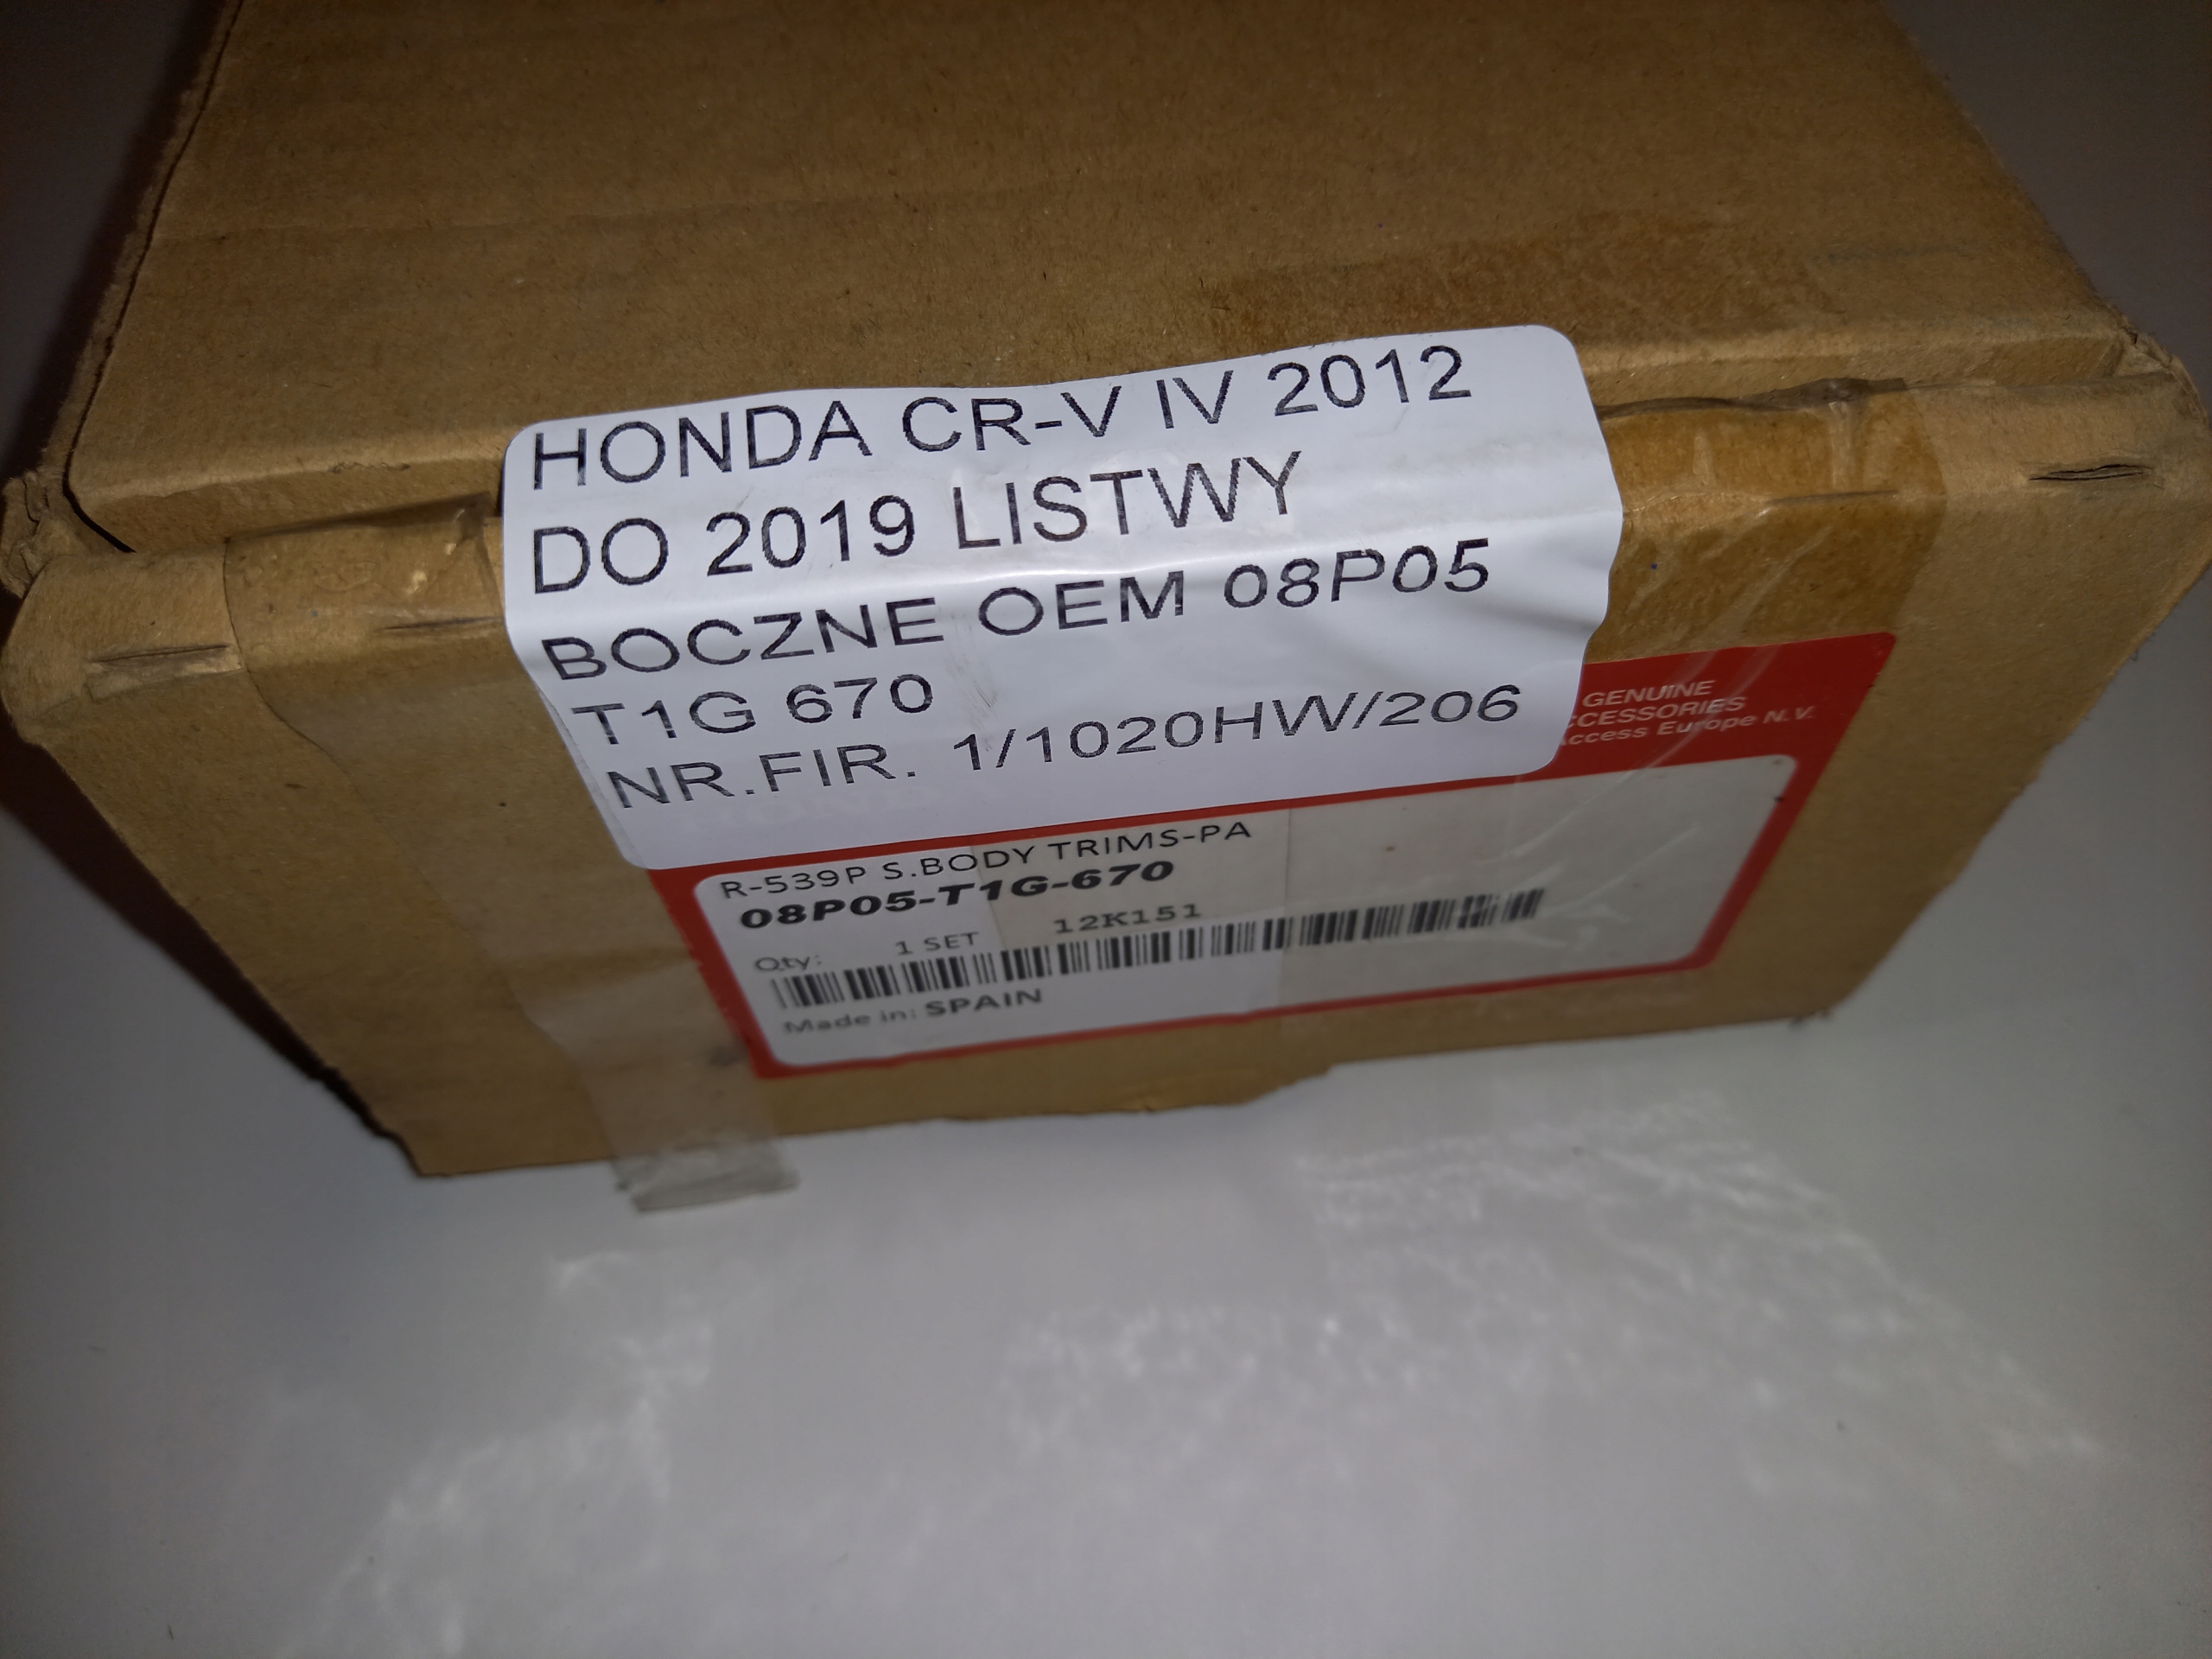 HONDA CR-V IV 2012
DO 2019 LISTWY
BOCZNE OEM 08P05
T1G 670
NR.FIR. 1/1020HW/206
GENUINE
CCESSORIES
Access Europe N.V.
R-539P S.BODY TRIMS-PA
08P05-T1G-670
Qty: 1 SET 12K151
Made in: SPAIN